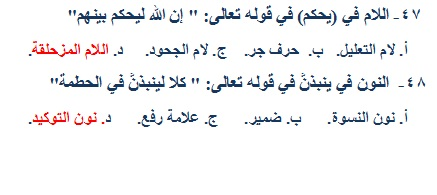 ٤٧- اللام في (يحكم) في قوله تعالى: " إن الله ليحكم بينهم"
أ. لام التعليل. ب. حرف جر. ج. لام الجحود. د. اللام المزحلقة.
٤٨- النون في ينبذنَّ في قوله تعالى: " كلا لينبذنَّ في الحطمة"
أ. نون النسوة. ب. ضمير. ج. علامة رفع. د. نون التوكيد.